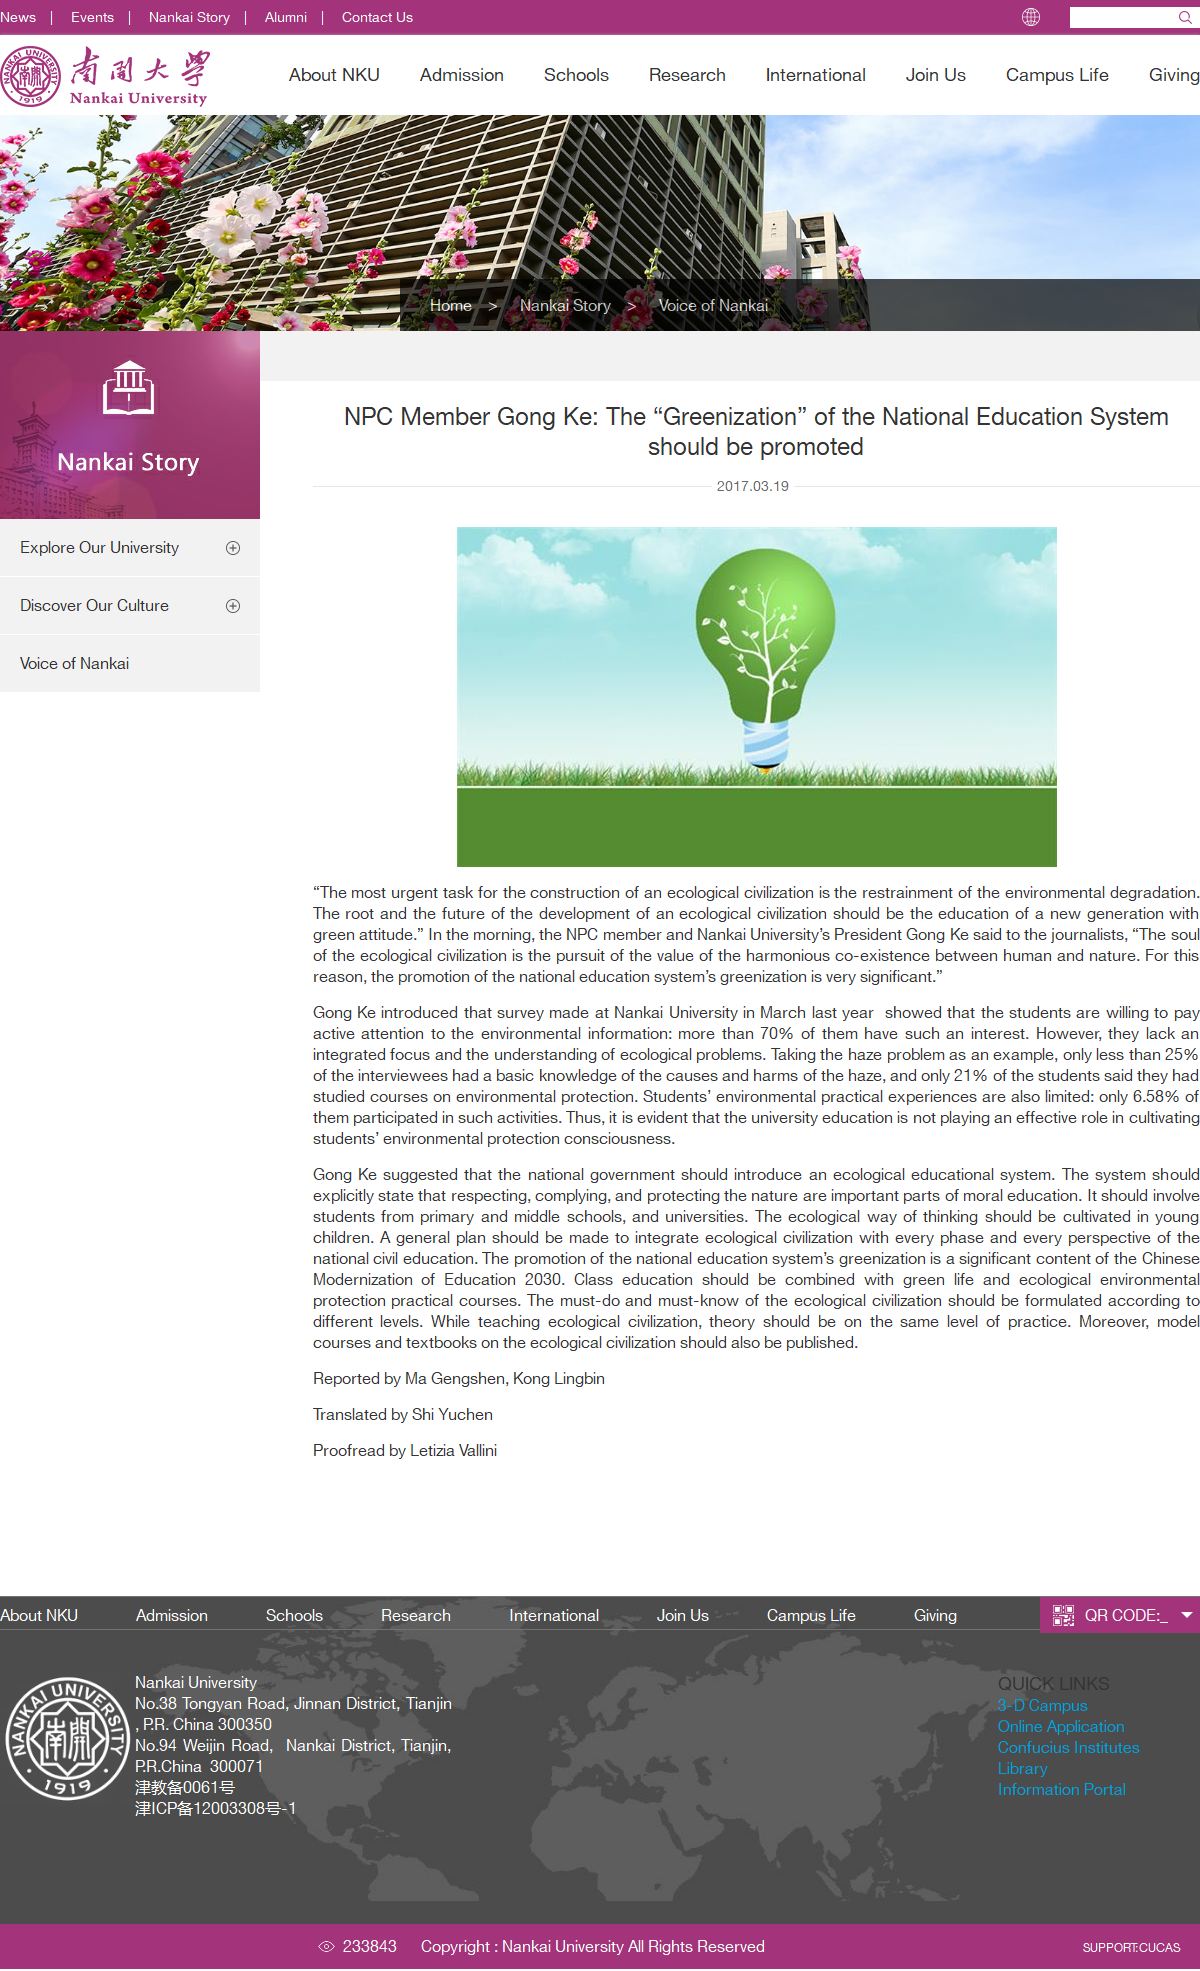 News | Events | Nankai Story | Alumni | Contact Us
NANKAI UNIVERSITY
南開
1919
南開大學
Nankai University
About NKU Admission Schools Research International Join Us Campus Life Giving
Home > Nankai Story > Voice of Nankai
Nankai Story
Explore Our University
Discover Our Culture
Voice of Nankai
NPC Member Gong Ke: The “Greenization” of the National Education System
should be promoted
2017.03.19
“The most urgent task for the construction of an ecological civilization is the restrainment of the environmental degradation.
The root and the future of the development of an ecological civilization should be the education of a new generation with
green attitude.” In the morning, the NPC member and Nankai University’s President Gong Ke said to the journalists, “The soul
of the ecological civilization is the pursuit of the value of the harmonious co-existence between human and nature. For this
reason, the promotion of the national education system’s greenization is very significant.”
Gong Ke introduced that survey made at Nankai University in March last year  showed that the students are willing to pay
active attention to the environmental information: more than 70% of them have such an interest. However, they lack an
integrated focus and the understanding of ecological problems. Taking the haze problem as an example, only less than 25%
of the interviewees had a basic knowledge of the causes and harms of the haze, and only 21% of the students said they had
studied courses on environmental protection. Students’ environmental practical experiences are also limited: only 6.58% of
them participated in such activities. Thus, it is evident that the university education is not playing an effective role in cultivating
students’ environmental protection consciousness.
Gong Ke suggested that the national government should introduce an ecological educational system. The system should
explicitly state that respecting, complying, and protecting the nature are important parts of moral education. It should involve
students from primary and middle schools, and universities. The ecological way of thinking should be cultivated in young
children. A general plan should be made to integrate ecological civilization with every phase and every perspective of the
national civil education. The promotion of the national education system’s greenization is a significant content of the Chinese
Modernization of Education 2030. Class education should be combined with green life and ecological environmental
protection practical courses. The must-do and must-know of the ecological civilization should be formulated according to
different levels. While teaching ecological civilization, theory should be on the same level of practice. Moreover, model
courses and textbooks on the ecological civilization should also be published.
Reported by Ma Gengshen, Kong Lingbin
Translated by Shi Yuchen
Proofread by Letizia Vallini
About NKU Admission Schools Research International Join Us Campus Life Giving QR CODE:_
NANKAI UNIVERSITY
南開
1919
Nankai University
No.38 Tongyan Road, Jinnan District, Tianjin
, P.R. China 300350
No.94 Weijin Road,  Nankai District, Tianjin,
P.R.China  300071
津教备0061号
津ICP备12003308号-1
QUICK LINKS
3-D Campus
Online Application
Confucius Institutes
Library
Information Portal
233843 Copyright : Nankai University All Rights Reserved SUPPORT:CUCAS